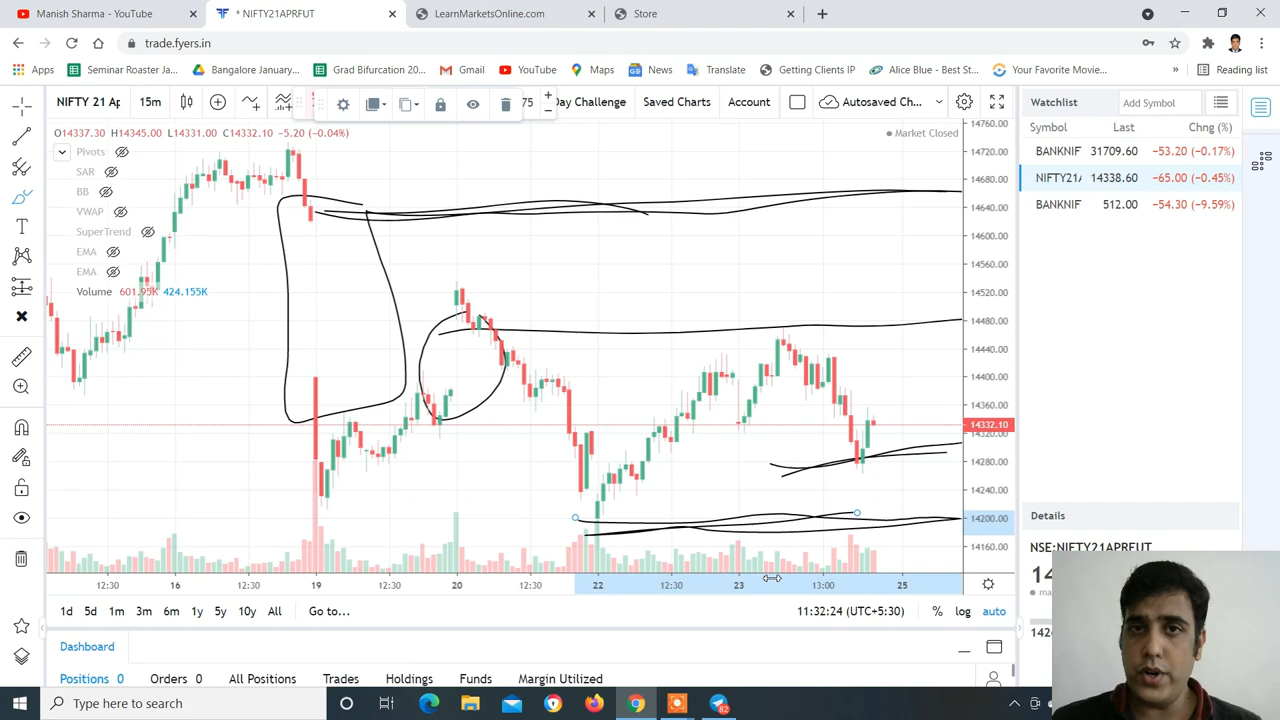 Manish Sharma - YouTube
* NIFTY21APRFUT
LearnMarketsOnline.com
Store
trade.fyers.in
Apps
Seminar Roaster Ja...
Bangalore January...
Grad Bifurcation 20...
Gmail
YouTube
Maps
News
Translate
Getting Clients IP
Alice Blue - Best St...
(1) Your Favorite Movie...
Reading list
NIFTY 21 Ap
15m
75
Day Challenge
Saved Charts
Account
Autosaved Ch...
O14337.30 H14345.00 L14331.00 C14332.10 −5.20 (−0.04%)
Market Closed
Pivots
SAR
BB
VWAP
SuperTrend
EMA
EMA
Volume 601.95K 424.155K
14760.00
14720.00
14680.00
14640.00
14600.00
14560.00
14520.00
14480.00
14440.00
14400.00
14360.00
14332.10
14320.00
14280.00
14240.00
14200.00
14160.00
12:30 16 12:30 19 12:30 20 12:30 22 12:30 23 13:00 25
1d 5d 1m 3m 6m 1y 5y 10y All Go to...
11:32:24 (UTC+5:30) % log auto
Dashboard
Positions 0 Orders 0 All Positions Trades Holdings Funds Margin Utilized
Watchlist
Add Symbol
Symbol Last Chng (%)
BANKNIF 31709.60 −53.20 (−0.17%)
NIFTY21 14338.60 −65.00 (−0.45%)
BANKNIF 512.00 −54.30 (−9.59%)
Details
NSE:NIFTY21APRFUT
Type here to search
82